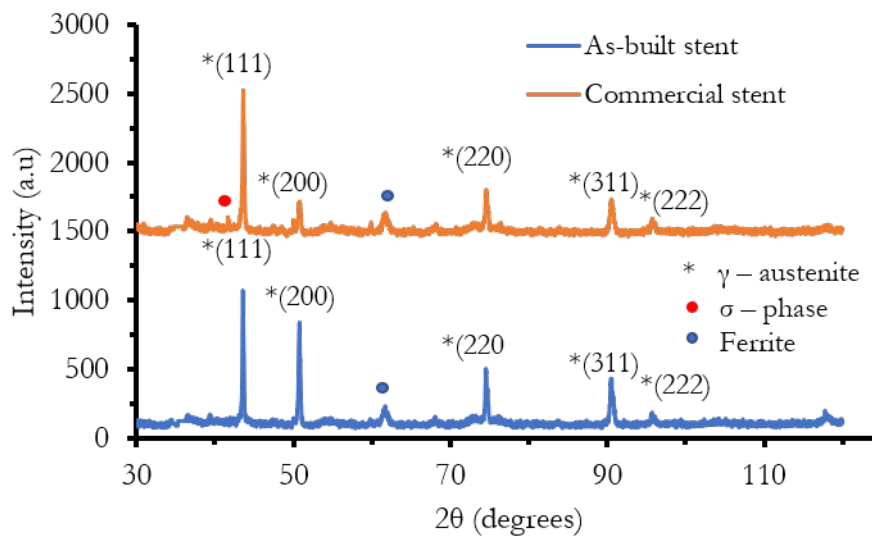 3000
2500
2000
1500
1000
500
0
Intensity (a.u)
As-built stent
Commercial stent
*(111)
*(200)
*(220)
*(311)
*(222)
*(111)
*(200)
*(220
*(311)
*(222)
* γ – austenite
σ – phase
Ferrite
30 50 70 90 110
2θ (degrees)